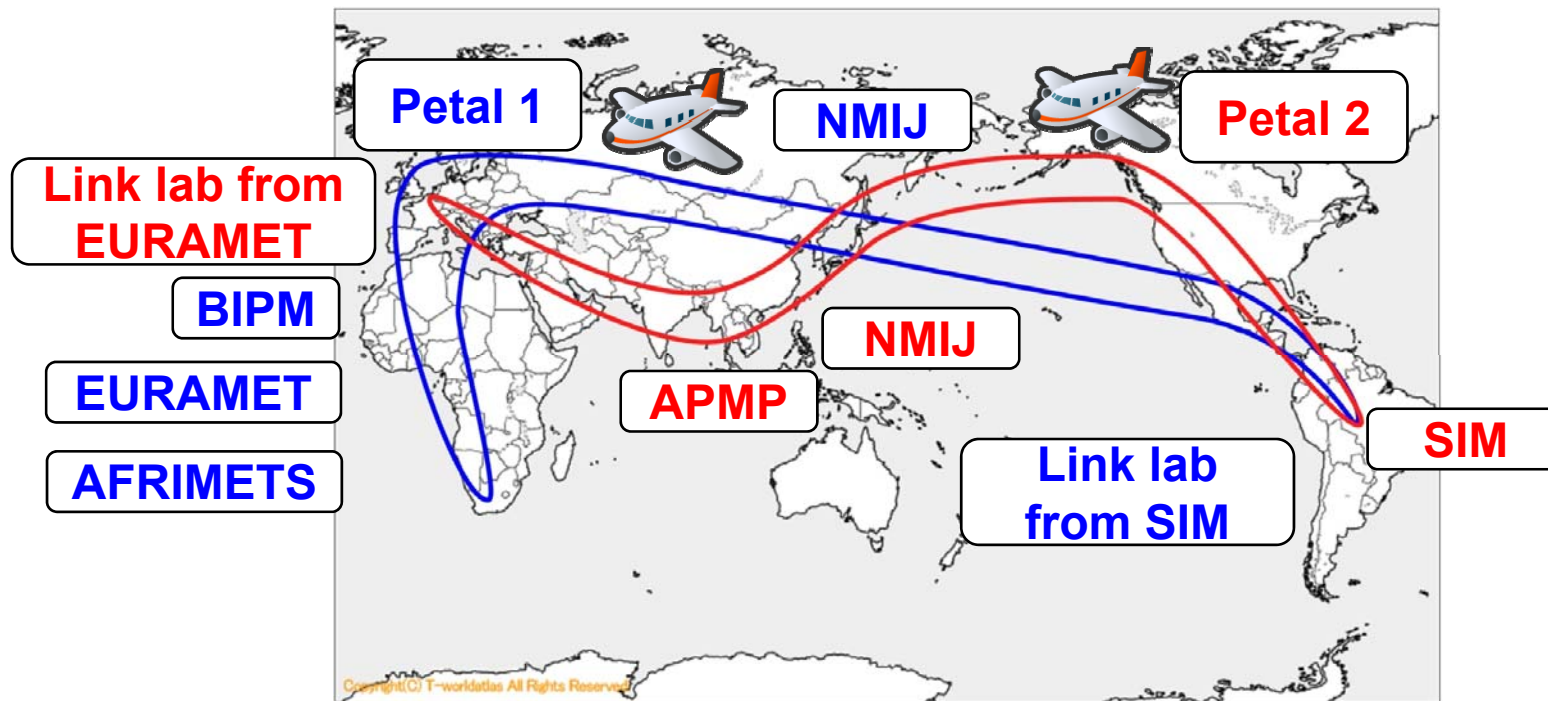 Petal 1
NMIJ
Petal 2
Link lab from
EURAMET
BIPM
NMIJ
EURAMET
APMP
SIM
Link lab
from SIM
AFRIMETS
Copyright(C) T-worldatlas All Rights Reserved